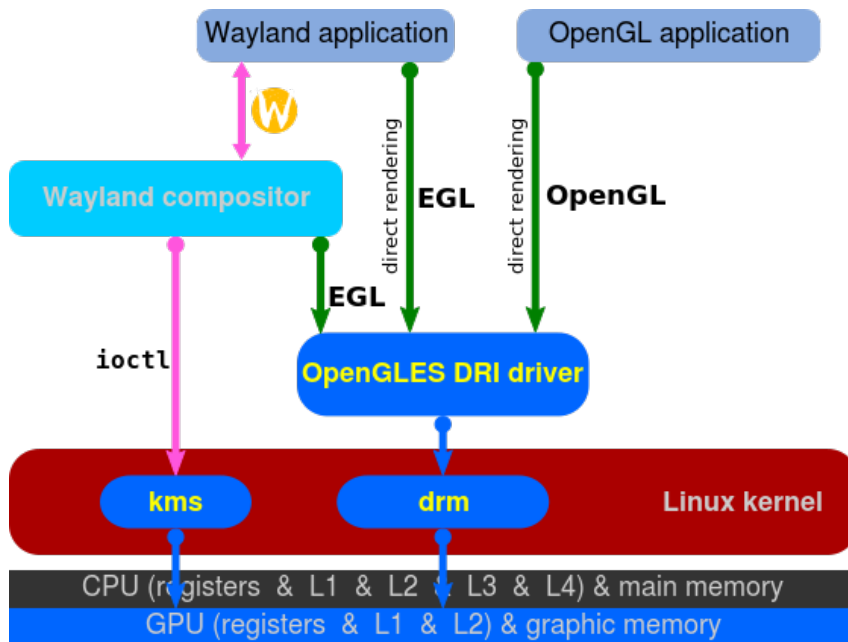 Wayland application
OpenGL application
W
Wayland compositor
direct rendering
EGL
direct rendering
OpenGL
EGL
ioctl
OpenGLES DRI driver
kms
drm
Linux kernel
CPU (registers & L1 & L2 & L3 & L4) & main memory
GPU (registers & L1 & L2) & graphic memory